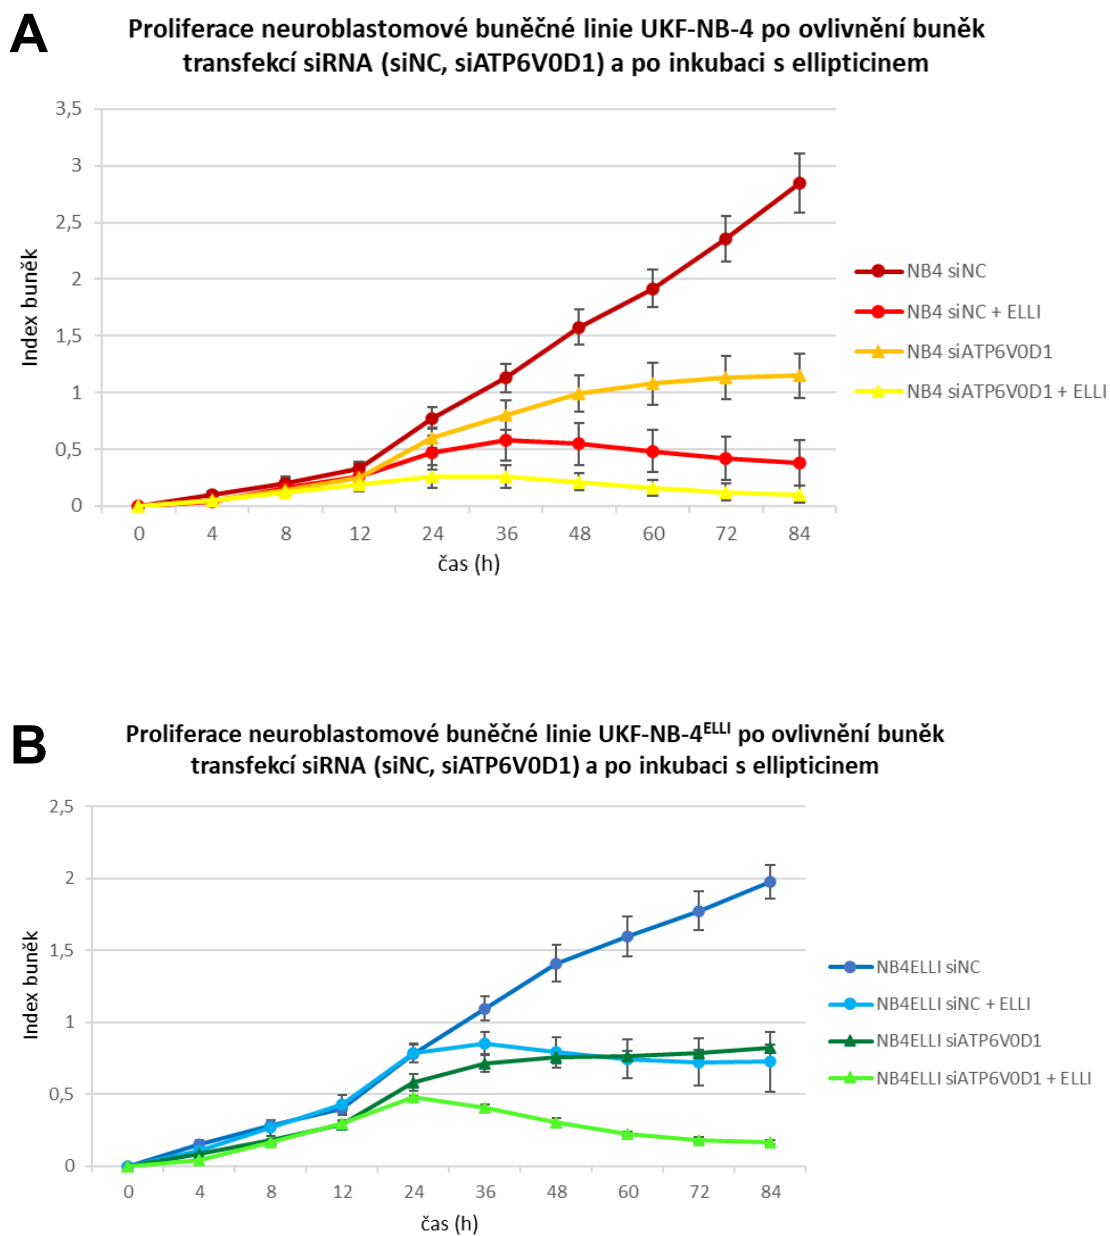 A
Proliferace neuroblastomové buněčné linie UKF-NB-4 po ovlivnění buněk
transfekcí siRNA (siNC, siATP6V0D1) a po inkubaci s ellipticinem
3,5
3
2,5
2
1,5
1
0,5
0
Index buněk
0 4 8 12 24 36 48 60 72 84
čas (h)
NB4 siNC
NB4 siNC + ELLI
NB4 siATP6V0D1
NB4 siATP6V0D1 + ELLI
B
Proliferace neuroblastomové buněčné linie UKF-NB-4ELLI po ovlivnění buněk
transfekcí siRNA (siNC, siATP6V0D1) a po inkubaci s ellipticinem
2,5
2
1,5
1
0,5
0
Index buněk
0 4 8 12 24 36 48 60 72 84
čas (h)
NB4ELLI siNC
NB4ELLI siNC + ELLI
NB4ELLI siATP6V0D1
NB4ELLI siATP6V0D1 + ELLI